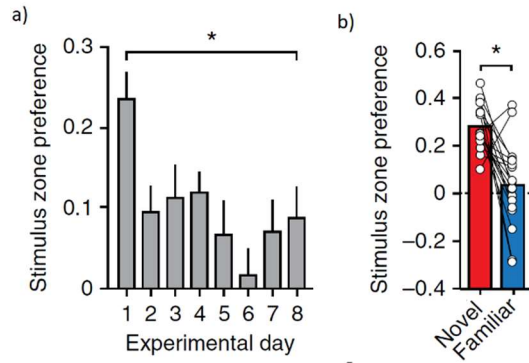 a)
*
Stimulus zone preference
0.3
0.2
0.1
0
1 2 3 4 5 6 7 8
Experimental day
b)
*
Stimulus zone preference
0.6
0.4
0.2
0
−0.2
−0.4
Novel
Familiar